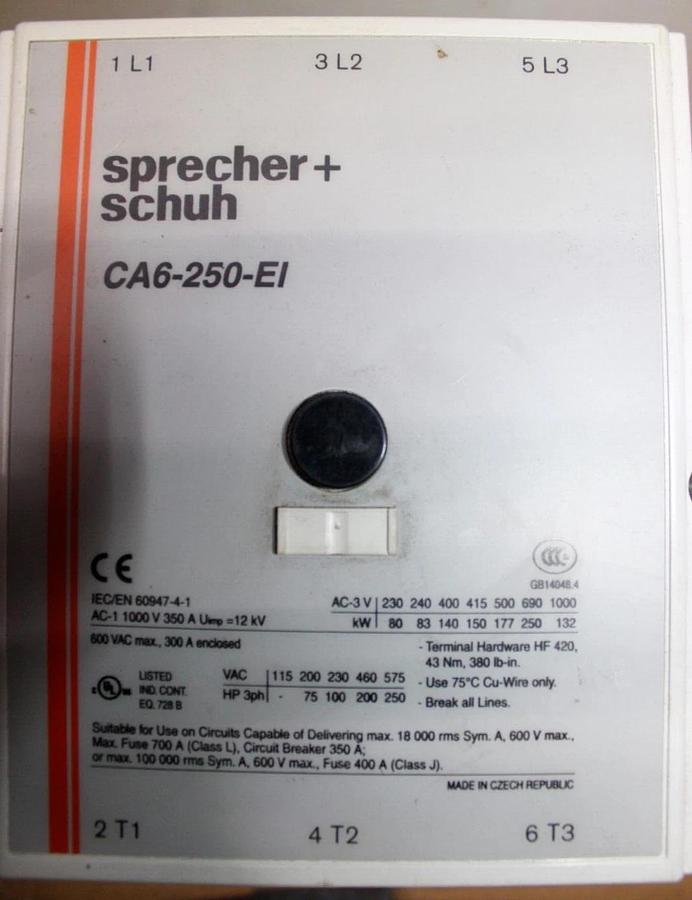 1 L1 3 L2 5 L3
sprecher+
schuh
CA6-250-EI
CE
CCC
GB14048.4
IEC/EN 60947-4-1
AC-1 1000 V 350 A Uimp =12 kV
AC-3 V 230 240 400 415 500 690 1000
kW 80 83 140 150 177 250 132
600 VAC max., 300 A enclosed
- Terminal Hardware HF 420,
43 Nm, 380 lb-in.
- Use 75°C Cu-Wire only.
- Break all Lines.
c UL us
LISTED
IND. CONT.
EQ. 728 B
VAC 115 200 230 460 575
HP 3ph - 75 100 200 250
Suitable for Use on Circuits Capable of Delivering max. 18 000 rms Sym. A, 600 V max.,
Max. Fuse 700 A (Class L), Circuit Breaker 350 A;
or max. 100 000 rms Sym. A, 600 V max., Fuse 400 A (Class J).
MADE IN CZECH REPUBLIC
2 T1 4 T2 6 T3